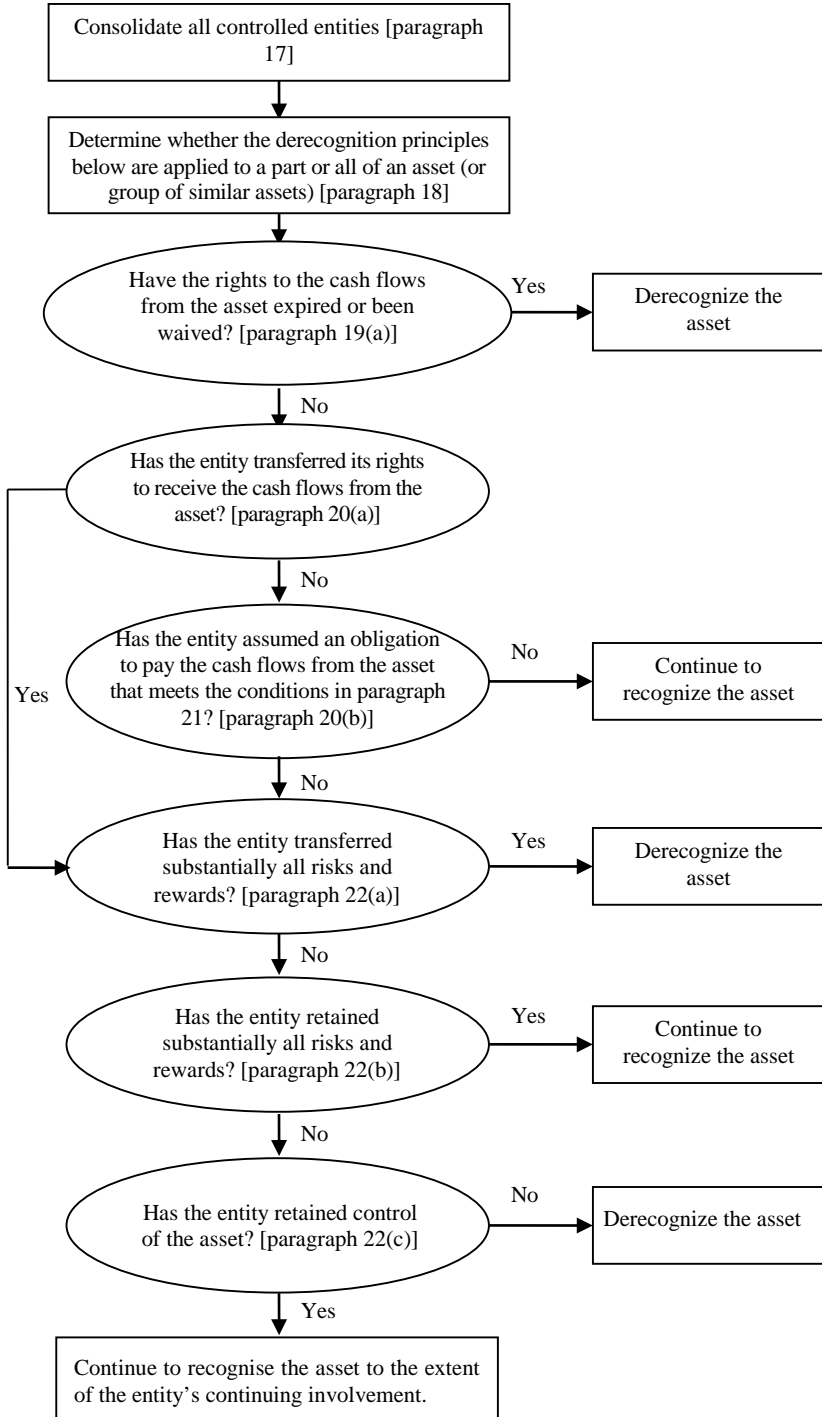 Consolidate all controlled entities [paragraph
17]
Determine whether the derecognition principles
below are applied to a part or all of an asset (or
group of similar assets) [paragraph 18]
Have the rights to the cash flows
from the asset expired or been
waived? [paragraph 19(a)]
Yes
Derecognize the
asset
No
Has the entity transferred its rights
to receive the cash flows from the
asset? [paragraph 20(a)]
Yes
No
Has the entity assumed an obligation
to pay the cash flows from the asset
that meets the conditions in paragraph
21? [paragraph 20(b)]
No
Continue to
recognize the asset
No
Has the entity transferred
substantially all risks and
rewards? [paragraph 22(a)]
Yes
Derecognize the
asset
No
Has the entity retained
substantially all risks and
rewards? [paragraph 22(b)]
Yes
Continue to
recognize the asset
No
Has the entity retained control
of the asset? [paragraph 22(c)]
No
Derecognize the asset
Yes
Continue to recognise the asset to the extent
of the entity’s continuing involvement.